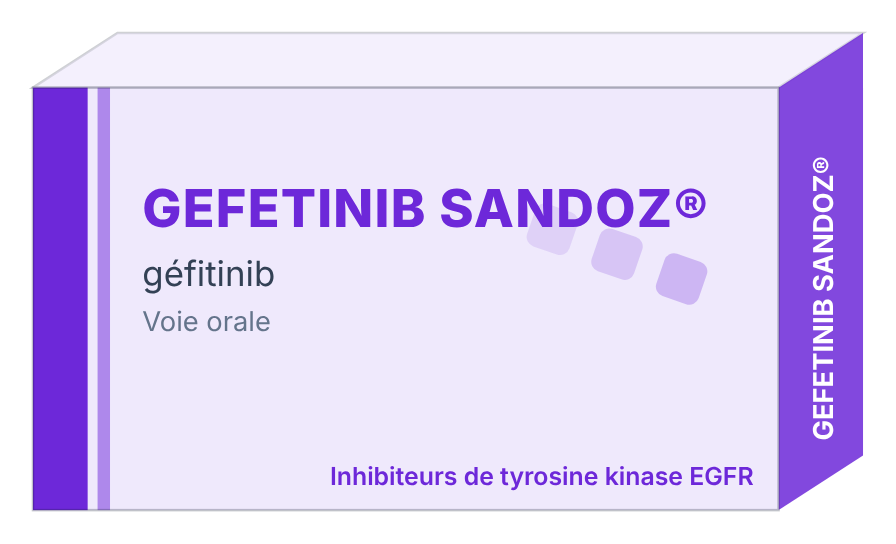 GEFETINIB SANDOZ®
géfitinib
Voie orale
Inhibiteurs de tyrosine kinase EGFR
GEFETINIB SANDOZ®